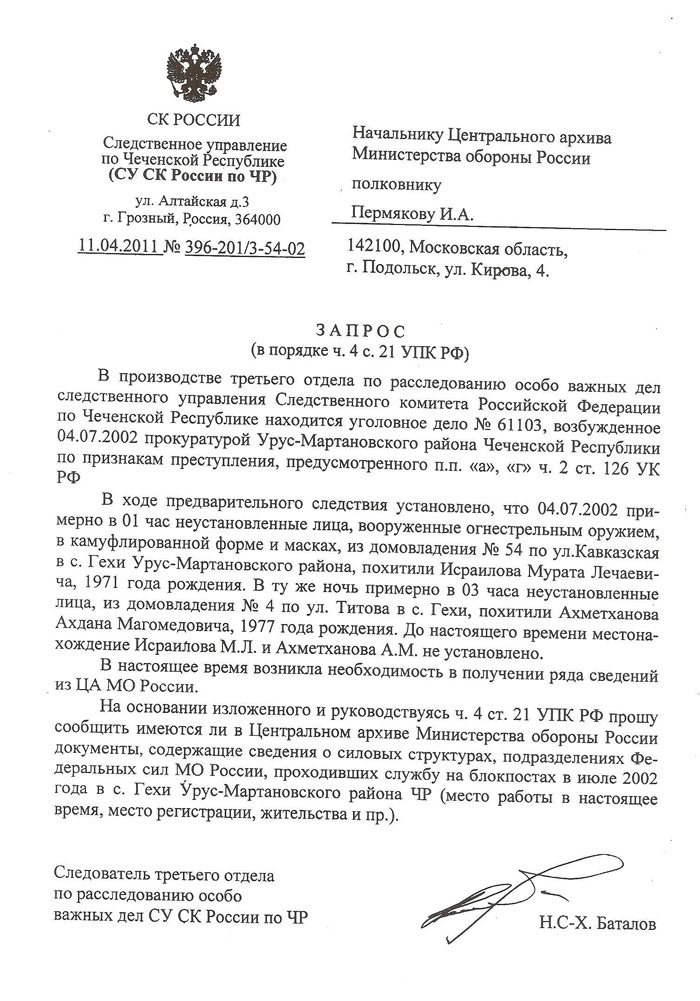 СК РОССИИ
Следственное управление
по Чеченской Республике
(СУ СК России по ЧР)
ул. Алтайская д.3
г. Грозный, Россия, 364000
11.04.2011 № 396-201/3-54-02
Начальнику Центрального архива
Министерства обороны России
полковнику
Пермякову И.А.
142100, Московская область,
г. Подольск, ул. Кирова, 4.
З А П Р О С
(в порядке ч. 4 с. 21 УПК РФ)
В производстве третьего отдела по расследованию особо важных дел
следственного управления Следственного комитета Российской Федерации
по Чеченской Республике находится уголовное дело № 61103, возбужденное
04.07.2002 прокуратурой Урус-Мартановского района Чеченской Республики
по признакам преступления, предусмотренного п.п. «а», «г» ч. 2 ст. 126 УК
РФ
В ходе предварительного следствия установлено, что 04.07.2002 при-
мерно в 01 час неустановленные лица, вооруженные огнестрельным оружием,
в камуфлированной форме и масках, из домовладения № 54 по ул.Кавказская
в с. Гехи Урус-Мартановского района, похитили Исраилова Мурата Лечаеви-
ча, 1971 года рождения. В ту же ночь примерно в 03 часа неустановленные
лица, из домовладения № 4 по ул. Титова в с. Гехи, похитили Ахметханова
Ахдана Магомедовича, 1977 года рождения. До настоящего времени местона-
хождение Исраилова М.Л. и Ахметханова А.М. не установлено.
В настоящее время возникла необходимость в получении ряда сведений
из ЦА МО России.
На основании изложенного и руководствуясь ч. 4 ст. 21 УПК РФ прошу
сообщить имеются ли в Центральном архиве Министерства обороны России
документы, содержащие сведения о силовых структурах, подразделениях Фе-
деральных сил МО России, проходивших службу на блокпостах в июле 2002
года в с. Гехи Урус-Мартановского района ЧР (место работы в настоящее
время, место регистрации, жительства и пр.).
Следователь третьего отдела
по расследованию особо
важных дел СУ СК России по ЧР
Н.С-Х. Баталов